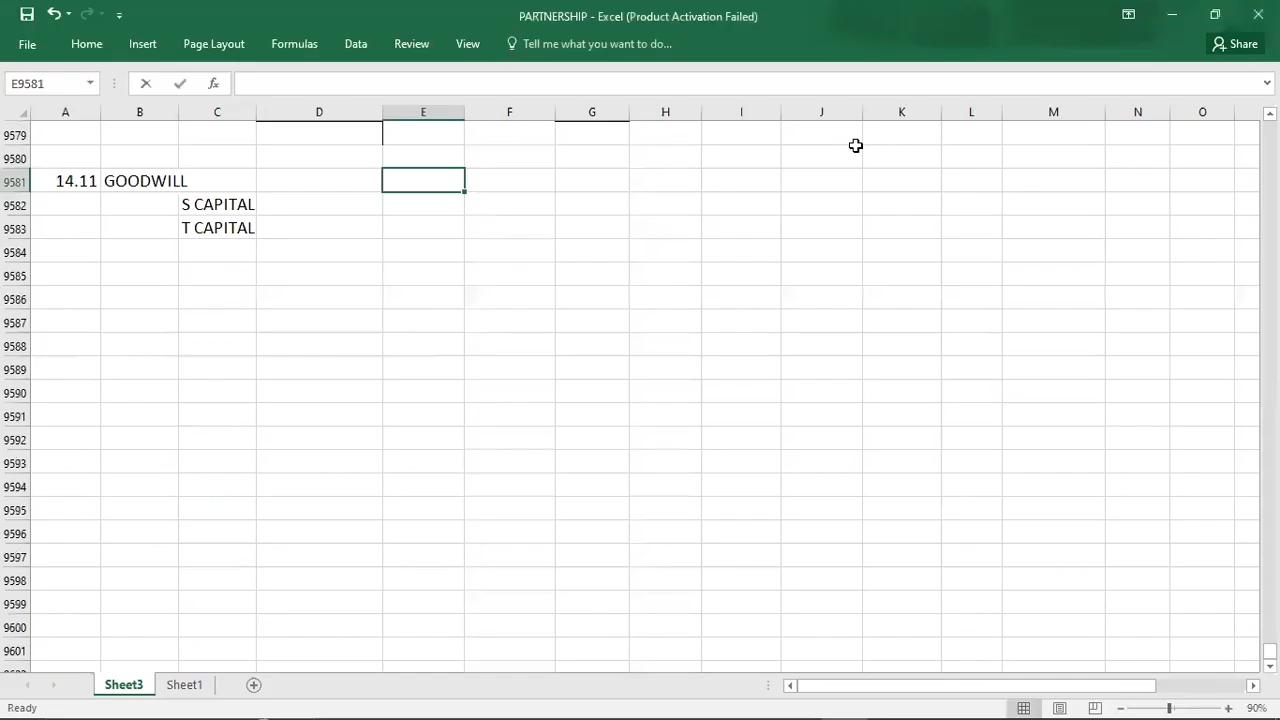 PARTNERSHIP - Excel (Product Activation Failed)
File Home Insert Page Layout Formulas Data Review View Tell me what you want to do... Share
E9581 fx
A B C D E F G H I J K L M N O
9579
9580
9581 14.11 GOODWILL
9582 S CAPITAL
9583 T CAPITAL
9584
9585
9586
9587
9588
9589
9590
9591
9592
9593
9594
9595
9596
9597
9598
9599
9600
9601
Sheet3 Sheet1
Ready 90%